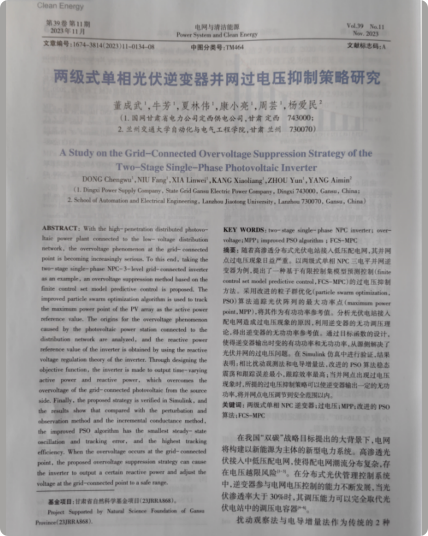 Clean Energy
第39卷 第11期
2023年11月
电网与清洁能源
Power System and Clean Energy
Vol.39 No.11
Nov. 2023
文章编号:1674-3814(2023)11-0134-08
中图分类号:TM464
文献标志码:A
两级式单相光伏逆变器并网过电压抑制策略研究
董成武¹,牛芳¹,夏林伟¹,康小亮¹,周芸¹,杨爱民²
(1. 国网甘肃省电力公司定西供电公司,甘肃 定西 743000;
2. 兰州交通大学自动化与电气工程学院,甘肃 兰州 730070)
A Study on the Grid-Connected Overvoltage Suppression Strategy of the
Two-Stage Single-Phase Photovoltaic Inverter
DONG Chengwu¹, NIU Fang¹, XIA Linwei¹, KANG Xiaoliang¹, ZHOU Yun¹, YANG Aimin²
(1. Dingxi Power Supply Company, State Grid Gansu Electric Power Company, Dingxi 743000, Gansu, China;
2. School of Automation and Electrical Engineering, Lanzhou Jiaotong University, Lanzhou 730070, Gansu, China)
ABSTRACT: With the high-penetration distributed photovol-
taic power plant connected to the low-voltage distribution
network, the overvoltage phenomenon at the grid-connected
point is becoming increasingly serious. To this end, taking the
two-stage single-phase NPC-3-level grid-connected inverter
as an example, an overvoltage suppression method based on the
finite control set model predictive control is proposed. The
improved particle swarm optimization algorithm is used to track
the maximum power point of the PV array as the active power
reference value. The origins for the overvoltage phenomenon
caused by the photovoltaic power station connected to the
distribution network are analyzed, and the reactive power
reference value of the inverter is obtained by using the reactive
voltage regulation theory of the inverter. Through designing the
objective function, the inverter is made to output time-varying
active power and reactive power, which overcomes the
overvoltage of the grid-connected photovoltaic from the source
side. Finally, the proposed strategy is verified in Simulink, and
the results show that compared with the perturbation and
observation method and the incremental conductance method,
the improved PSO algorithm has the smallest steady-state
oscillation and tracking error, and the highest tracking
efficiency. When the overvoltage occurs at the grid-connected
point, the proposed overvoltage suppression strategy can cause
the inverter to output a certain reactive power and adjust the
voltage at the grid-connected point to a safe range.
基金项目:甘肃省自然科学基金项目(23JRRA868)。
Project Supported by Natural Science Foundation of Gansu
Province(23JRRA868).
KEY WORDS: two-stage single-phase NPC inverter; over-
voltage; MPP; improved PSO algorithm; FCS-MPC
摘要:随着高渗透分布式光伏电站接入低压配电网,其并网
点过电压现象日益严重。以两级式单相NPC三电平并网逆
变器为例,提出了一种基于有限控制集模型预测控制(finite
control set model predictive control,FCS-MPC)的过电压抑制
方法。采用改进的粒子群优化(particle swarm optimization,
PSO)算法追踪光伏阵列的最大功率点(maximum power
point,MPP),将其作为有功功率参考值。分析光伏电站接入
配电网造成过电压现象的原因,利用逆变器的无功调压理
论,得出逆变器的无功功率参考值。通过目标函数的设计,
使得逆变器输出时变的有功功率和无功功率,从源侧解决了
光伏并网的过电压问题。在Simulink仿真中进行验证,结果
表明:相比扰动观测法和电导增量法,改进的PSO算法稳态
震荡和跟踪误差最小、跟踪效率最高;当并网点出现过电压
现象时,所提的过电压抑制策略可以使逆变器输出一定的无功
功率,将并网点电压调节到安全范围以内。
关键词:两级式单相NPC逆变器;过电压;MPP;改进的PSO
算法;FCS-MPC
在我国“双碳”战略目标提出的大背景下,电网
将构建以新能源为主体的新型电力系统。高渗透光
伏接入中低压配电网,使得配电网潮流分布复杂,存
在电压越限风险。在分布式光伏管理控制系统
中,逆变器参与电网电压控制的能力不断发展,当光
伏渗透率大于30%时,其调压能力可以完全取代光
伏电站中的调压电容器。
扰动观察法与电导增量法作为传统的2种